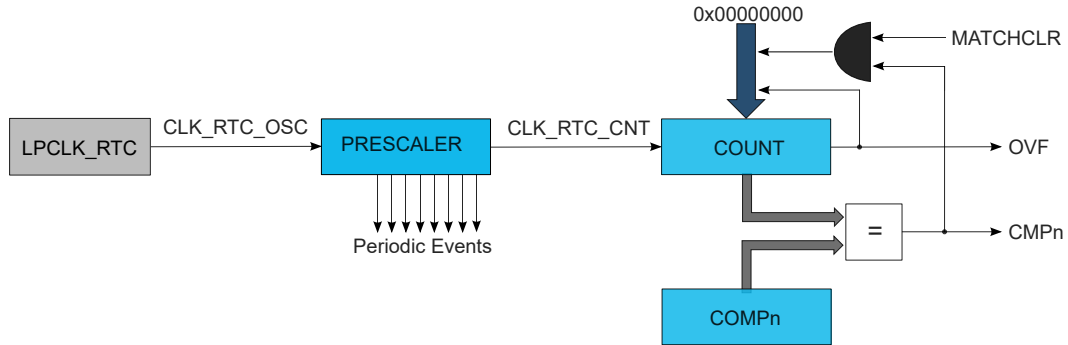 0x00000000
MATCHCLR
LPCLK_RTC
CLK_RTC_OSC
PRESCALER
CLK_RTC_CNT
COUNT
OVF
Periodic Events
=
CMPn
COMPn